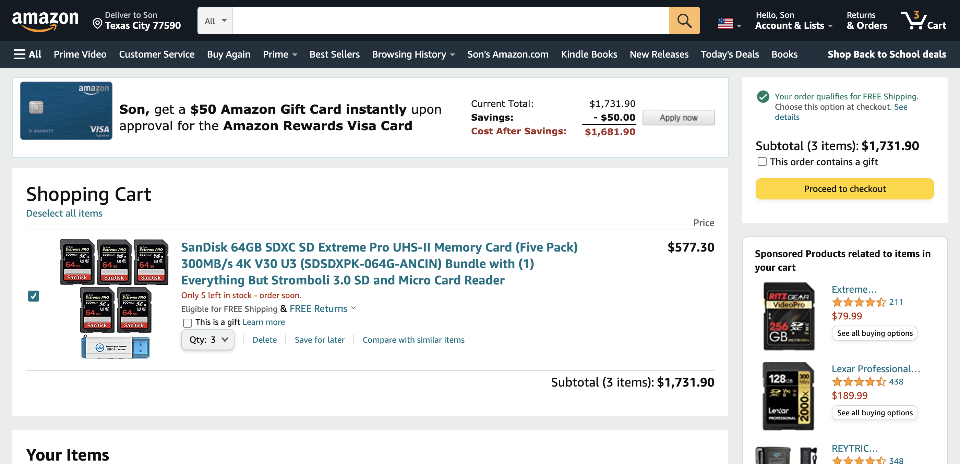 amazon
Deliver to Son
Texas City 77590
All
Hello, Son
Account & Lists
Returns
& Orders
3
Cart
All
Prime Video
Customer Service
Buy Again
Prime
Best Sellers
Browsing History
Son's Amazon.com
Kindle Books
New Releases
Today's Deals
Books
Shop Back to School deals
amazon
VISA
Son, get a $50 Amazon Gift Card instantly upon
approval for the Amazon Rewards Visa Card
Current Total: $1,731.90
Savings: - $50.00
Cost After Savings: $1,681.90
Apply now
Your order qualifies for FREE Shipping.
Choose this option at checkout. See
details
Subtotal (3 items): $1,731.90
This order contains a gift
Proceed to checkout
Shopping Cart
Deselect all items
Price
SanDisk 64GB SDXC SD Extreme Pro UHS-II Memory Card (Five Pack)
300MB/s 4K V30 U3 (SDSDXPK-064G-ANCIN) Bundle with (1)
Everything But Stromboli 3.0 SD and Micro Card Reader
$577.30
Only 5 left in stock - order soon.
Eligible for FREE Shipping & FREE Returns
This is a gift Learn more
Qty: 3
Delete
Save for later
Compare with similar items
Subtotal (3 items): $1,731.90
Your Items
Sponsored Products related to items in
your cart
RITZ GEAR
VideoPro
256
GB
Extreme...
211
$79.99
See all buying options
128GB
Lexar
PROFESSIONAL
2000x
Lexar Professional...
438
$189.99
See all buying options
REYTRIC...
348